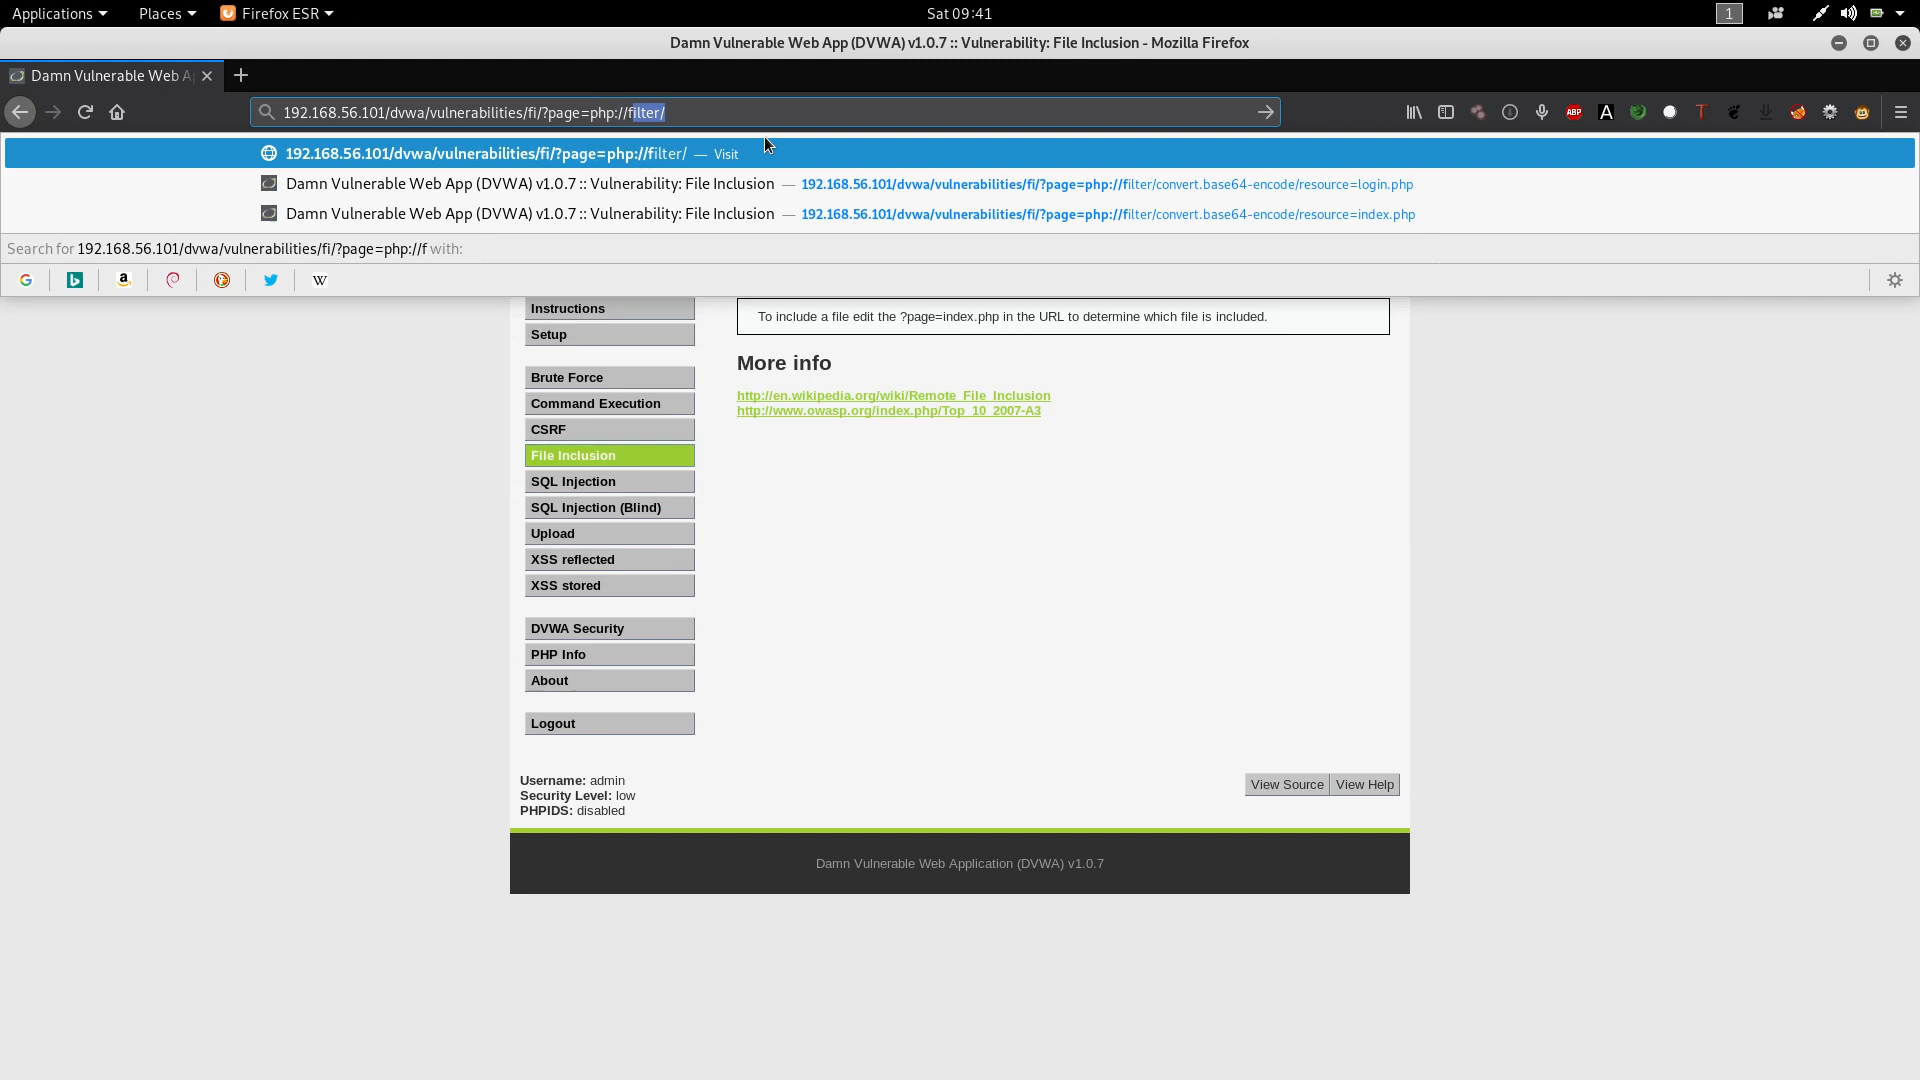 Applications Places Firefox ESR Sat 09:41 1
Damn Vulnerable Web App (DVWA) v1.0.7 :: Vulnerability: File Inclusion - Mozilla Firefox
Damn Vulnerable Web A
192.168.56.101/dvwa/vulnerabilities/fi/?page=php://filter/
192.168.56.101/dvwa/vulnerabilities/fi/?page=php://filter/ — Visit
Damn Vulnerable Web App (DVWA) v1.0.7 :: Vulnerability: File Inclusion — 192.168.56.101/dvwa/vulnerabilities/fi/?page=php://filter/convert.base64-encode/resource=login.php
Damn Vulnerable Web App (DVWA) v1.0.7 :: Vulnerability: File Inclusion — 192.168.56.101/dvwa/vulnerabilities/fi/?page=php://filter/convert.base64-encode/resource=index.php
Search for 192.168.56.101/dvwa/vulnerabilities/fi/?page=php://f with:
Instructions
Setup
Brute Force
Command Execution
CSRF
File Inclusion
SQL Injection
SQL Injection (Blind)
Upload
XSS reflected
XSS stored
DVWA Security
PHP Info
About
Logout
To include a file edit the ?page=index.php in the URL to determine which file is included.
More info
http://en.wikipedia.org/wiki/Remote_File_Inclusion
http://www.owasp.org/index.php/Top_10_2007-A3
Username: admin
Security Level: low
PHPIDS: disabled
View Source View Help
Damn Vulnerable Web Application (DVWA) v1.0.7